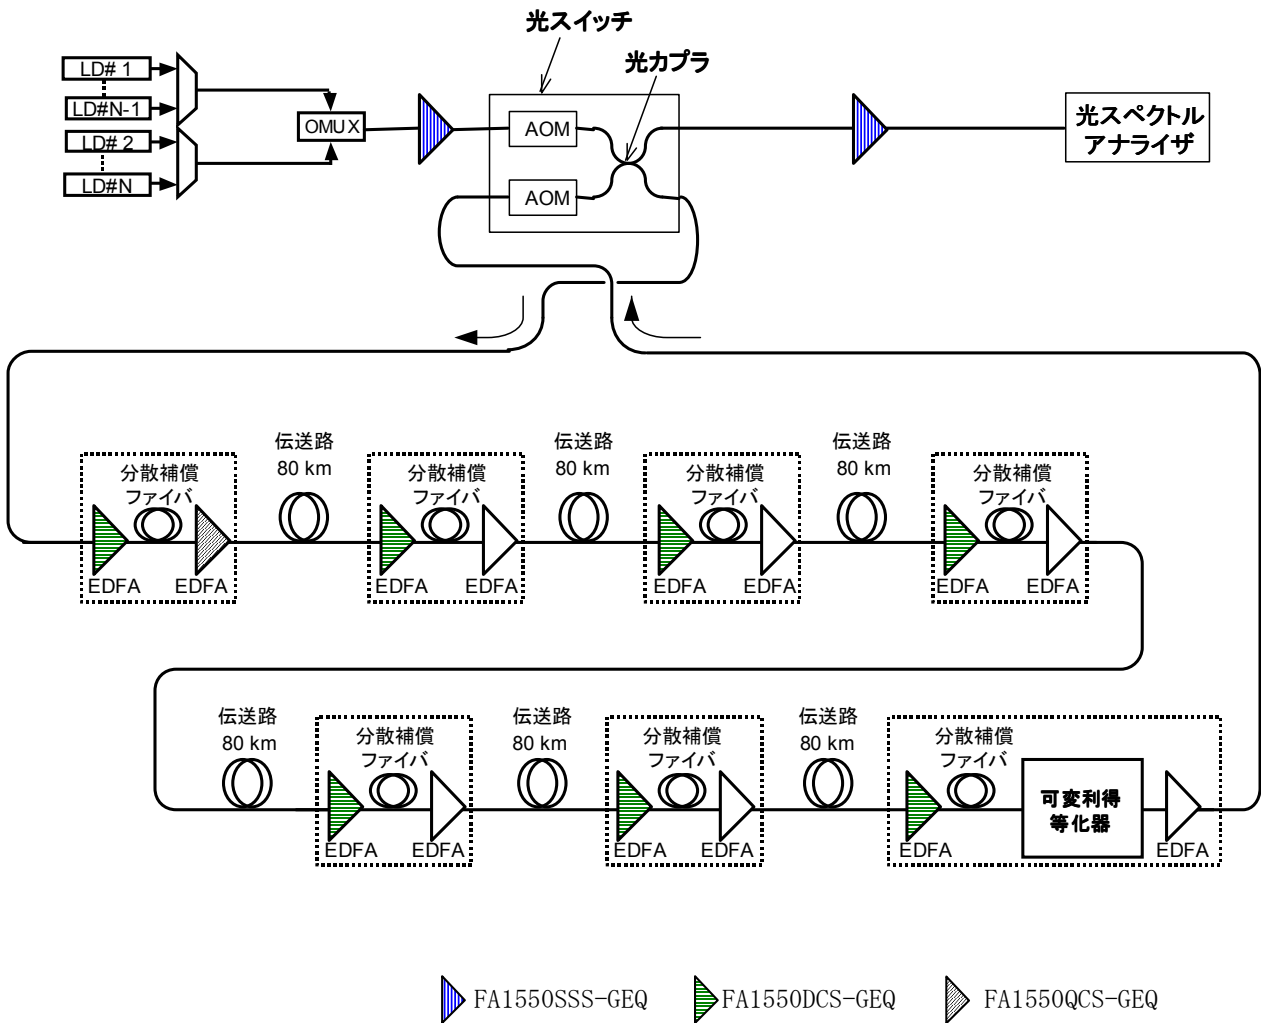 光スイッチ
光カプラ
LD# 1
LD#N-1
LD# 2
LD#N
OMUX
AOM
AOM
光スペクトル
アナライザ
伝送路
80 km
伝送路
80 km
伝送路
80 km
分散補償
ファイバ
EDFA
EDFA
分散補償
ファイバ
EDFA
EDFA
分散補償
ファイバ
EDFA
EDFA
分散補償
ファイバ
EDFA
EDFA
伝送路
80 km
伝送路
80 km
伝送路
80 km
分散補償
ファイバ
EDFA
EDFA
分散補償
ファイバ
EDFA
EDFA
分散補償
ファイバ
EDFA
可変利得
等化器
EDFA
FA1550SSS-GEQ
FA1550DCS-GEQ
FA1550QCS-GEQ